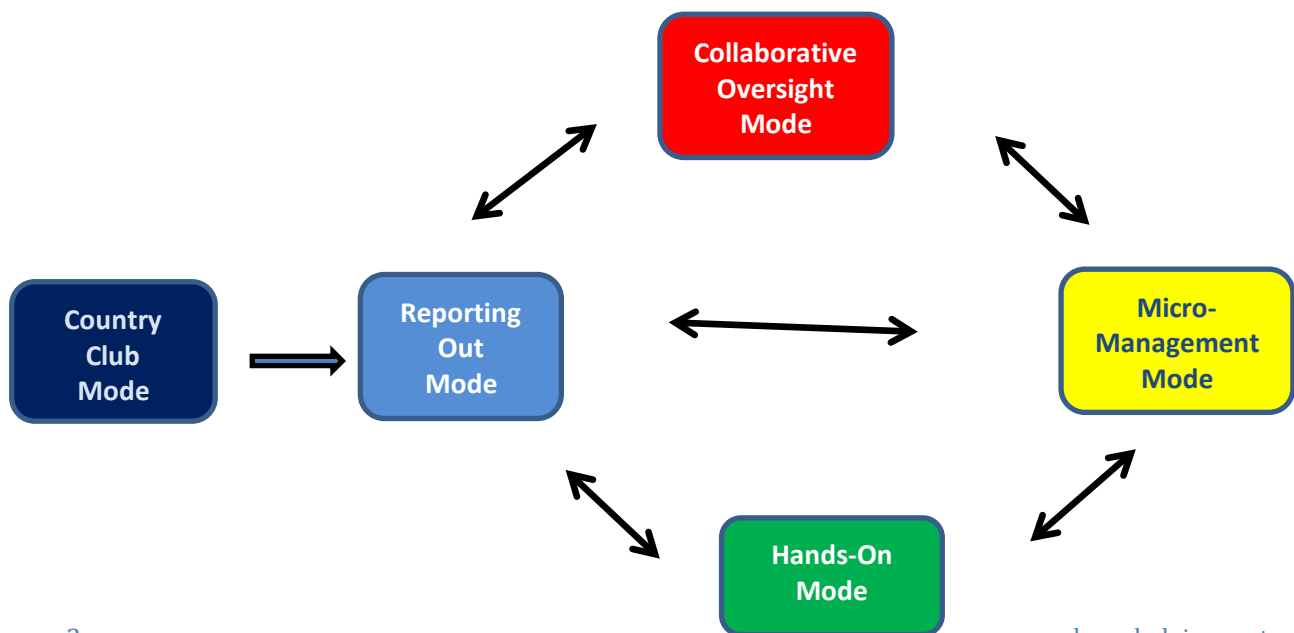 Collaborative
Oversight
Mode
Country
Club
Mode
Reporting
Out
Mode
Micro-
Management
Mode
Hands-On
Mode